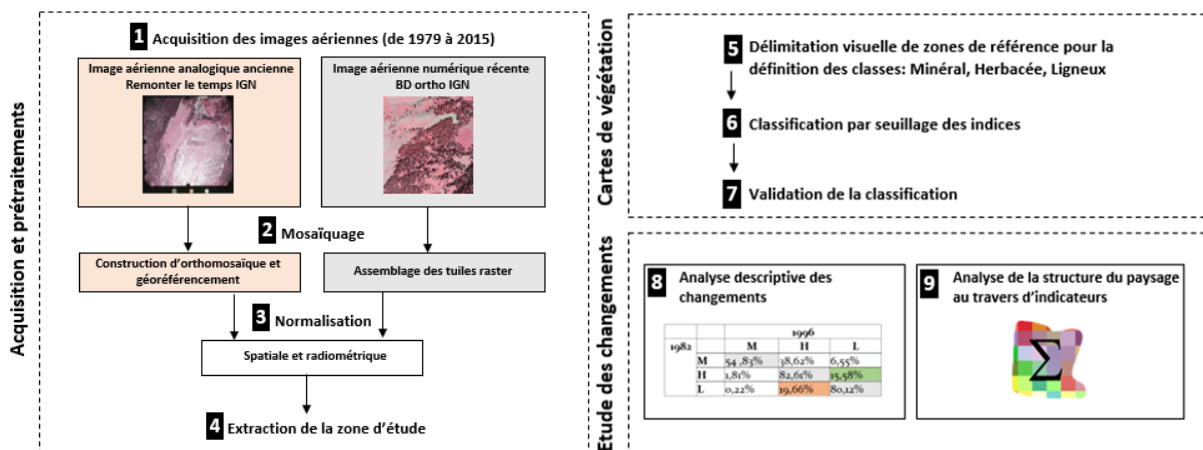 Acquisition et prétraitements
1 Acquisition des images aériennes (de 1979 à 2015)
Image aérienne analogique ancienne
Remonter le temps IGN
Image aérienne numérique récente
BD ortho IGN
2 Mosaïquage
Construction d'orthomosaïque et
géoréférencement
Assemblage des tuiles raster
3 Normalisation
Spatiale et radiométrique
4 Extraction de la zone d'étude
Cartes de végétation
5 Délimitation visuelle de zones de référence pour la
définition des classes: Minéral, Herbacée, Ligneux
6 Classification par seuillage des indices
7 Validation de la classification
Etude des changements
8 Analyse descriptive des
changements
1996
1982 M H L
M 54 ,83% 38,62% 6,55%
H 1,81% 82,61% 15,58%
L 0,22% 19,66% 80,12%
9 Analyse de la structure du paysage
au travers d'indicateurs
Σ